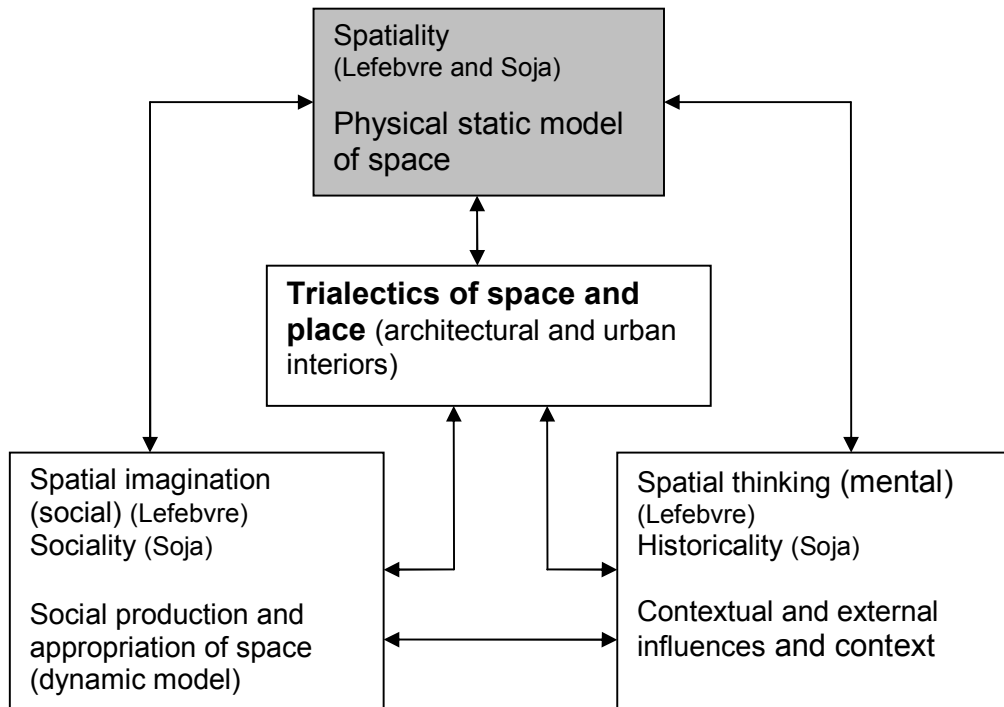 Spatiality
(Lefebvre and Soja)
Physical static model
of space
Trialectics of space and
place (architectural and urban
interiors)
Spatial imagination
(social) (Lefebvre)
Sociality (Soja)
Social production and
appropriation of space
(dynamic model)
Spatial thinking (mental)
(Lefebvre)
Historicality (Soja)
Contextual and external
influences and context